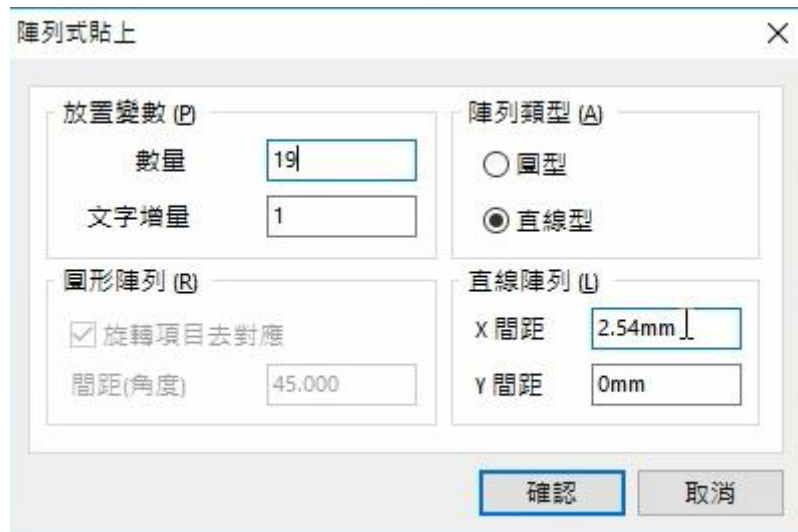 陣列式貼上
放置變數 (P)
數量 19
文字增量 1
陣列類型 (A)
圓型
直線型
圓形陣列 (R)
旋轉項目去對應
間距(角度) 45.000
直線陣列 (L)
X 間距 2.54mm
Y 間距 0mm
確認 取消